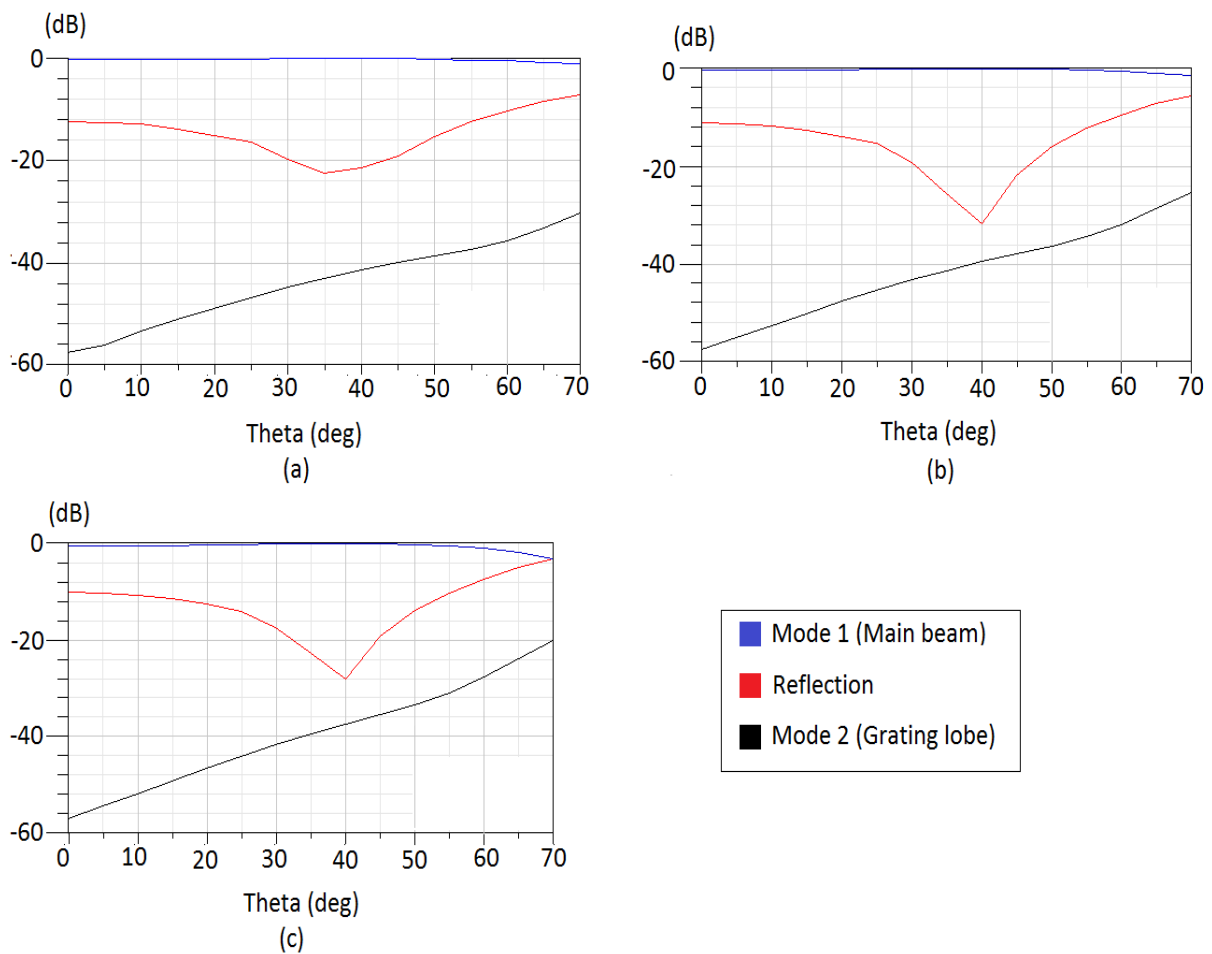 (dB)
0
-20
-40
-60
0 10 20 30 40 50 60 70
Theta (deg)
(a)
(dB)
0
-20
-40
-60
0 10 20 30 40 50 60 70
Theta (deg)
(b)
(dB)
0
-20
-40
-60
0 10 20 30 40 50 60 70
Theta (deg)
(c)
Mode 1 (Main beam)
Reflection
Mode 2 (Grating lobe)